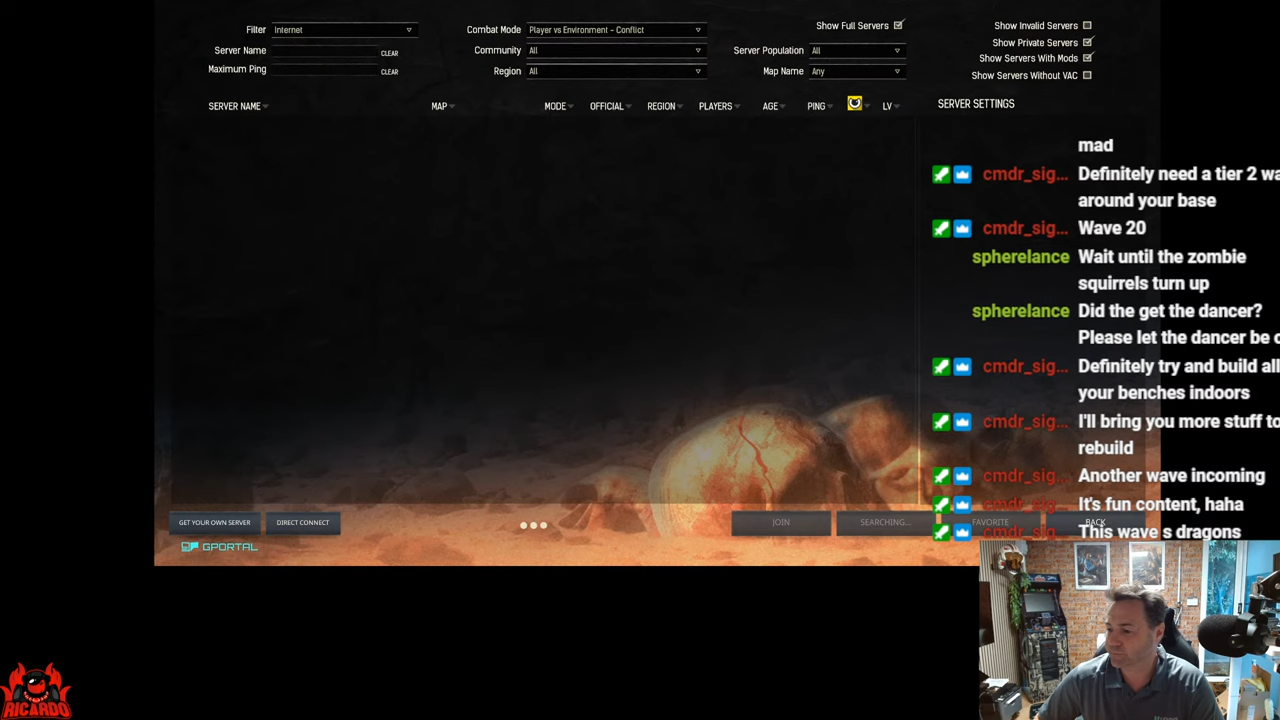 Filter Internet
Server Name CLEAR
Maximum Ping CLEAR
Combat Mode Player vs Environment - Conflict
Community All
Region All
Show Full Servers
Server Population All
Map Name Any
Show Invalid Servers
Show Private Servers
Show Servers With Mods
Show Servers Without VAC
SERVER NAME MAP MODE OFFICIAL REGION PLAYERS AGE PING LV SERVER SETTINGS
mad
cmdr_sig... Definitely need a tier 2 wa
around your base
cmdr_sig... Wave 20
spherelance Wait until the zombie
squirrels turn up
spherelance Did the get the dancer?
Please let the dancer be
cmdr_sig... Definitely try and build all
your benches indoors
cmdr_sig... I'll bring you more stuff to
rebuild
cmdr_sig... Another wave incoming
cmdr_sig... It's fun content, haha
cmdr_sig... This wave s dragons
GET YOUR OWN SERVER DIRECT CONNECT JOIN SEARCHING... FAVORITE BACK
GPORTAL
RICARDO